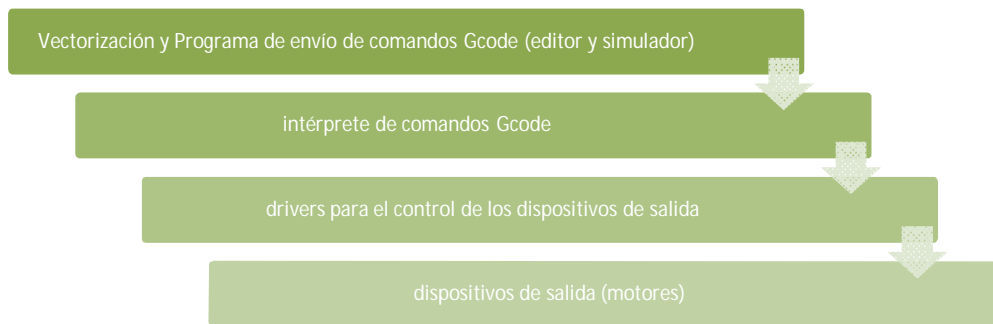 Vectorización y Programa de envío de comandos Gcode (editor y simulador)
intérprete de comandos Gcode
drivers para el control de los dispositivos de salida
dispositivos de salida (motores)